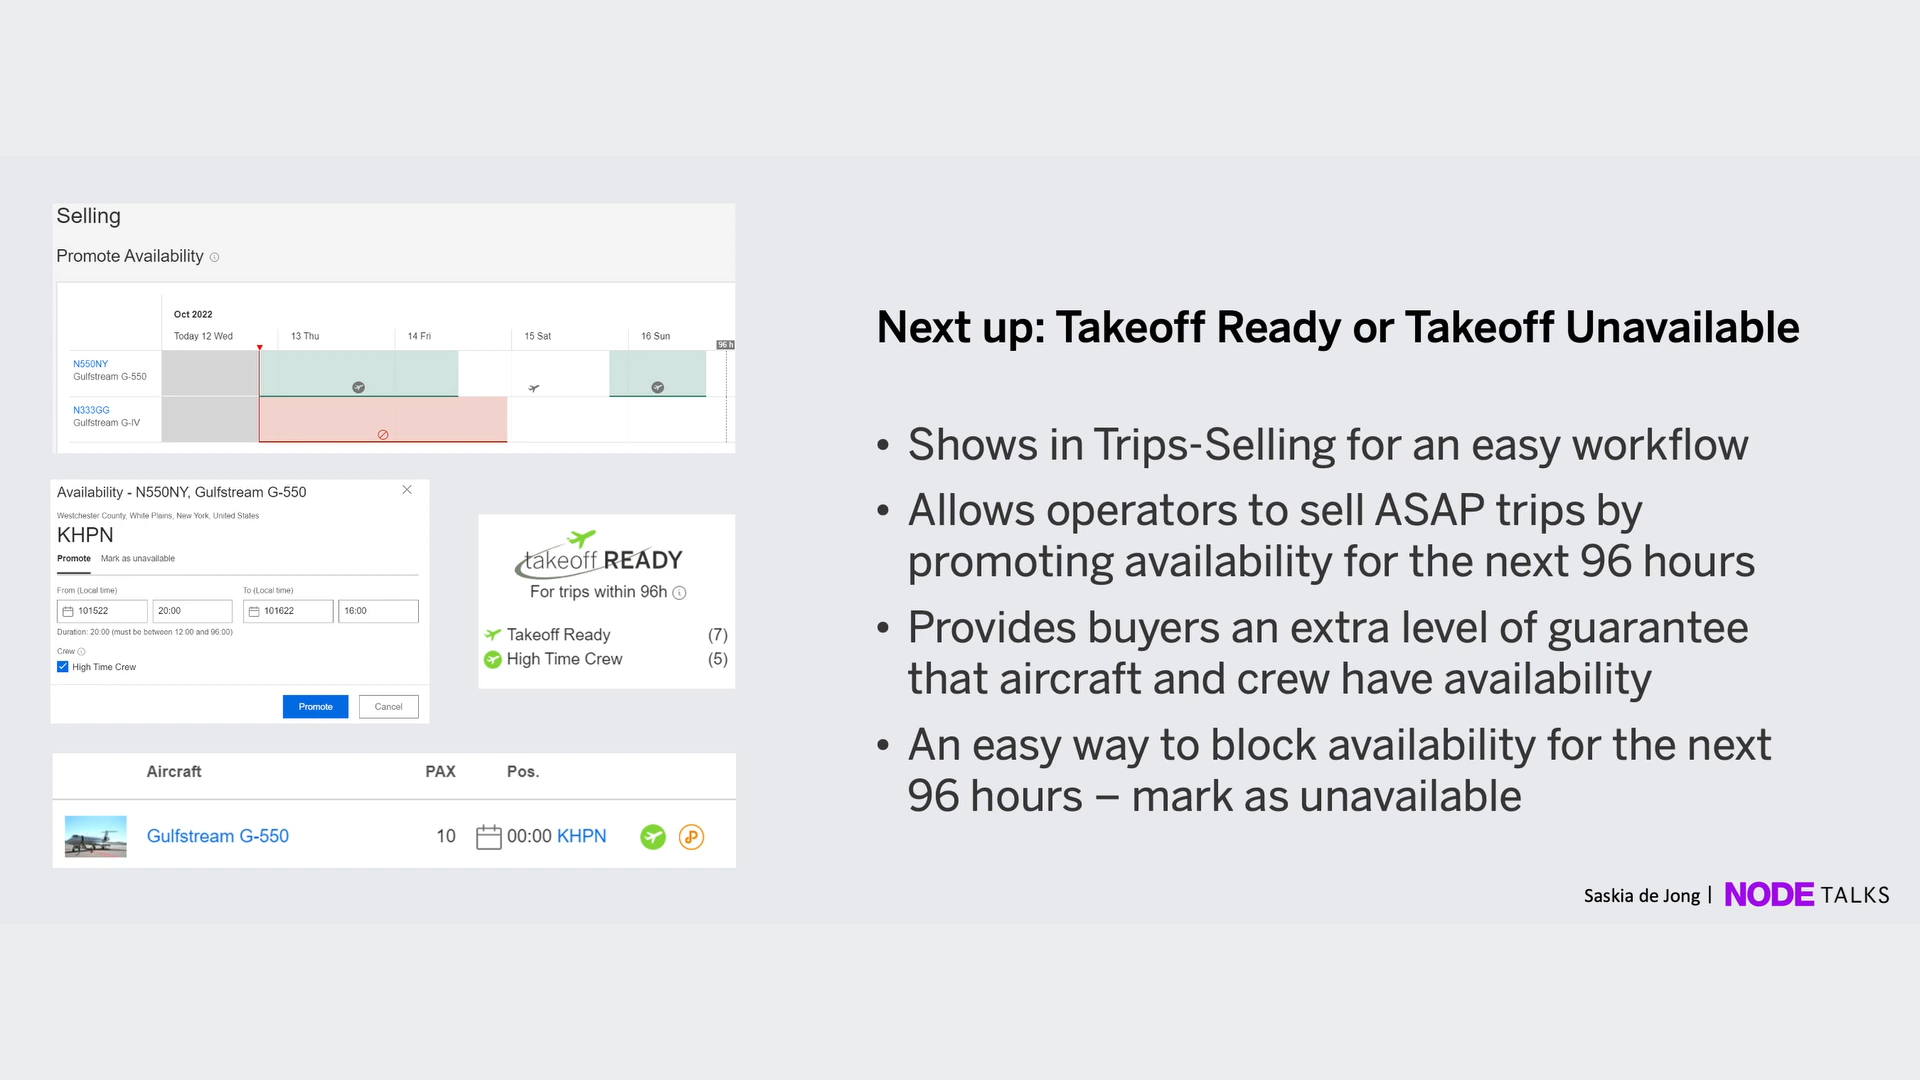 Selling
Promote Availability
Oct 2022
Today 12 Wed 13 Thu 14 Fri 15 Sat 16 Sun
96 h
N550NY
Gulfstream G-550
N333GG
Gulfstream G-IV
Availability - N550NY, Gulfstream G-550
Westchester County, White Plains, New York, United States
KHPN
Promote Mark as unavailable
From (Local time) To (Local time)
101522 20:00 101622 16:00
Duration: 20:00 (must be between 12:00 and 96:00)
Crew
High Time Crew
Promote Cancel
takeoff READY
For trips within 96h
Takeoff Ready (7)
High Time Crew (5)
Aircraft PAX Pos.
Gulfstream G-550 10 00:00 KHPN P
Next up: Takeoff Ready or Takeoff Unavailable
• Shows in Trips-Selling for an easy workflow
• Allows operators to sell ASAP trips by
promoting availability for the next 96 hours
• Provides buyers an extra level of guarantee
that aircraft and crew have availability
• An easy way to block availability for the next
96 hours – mark as unavailable
Saskia de Jong | NODE TALKS